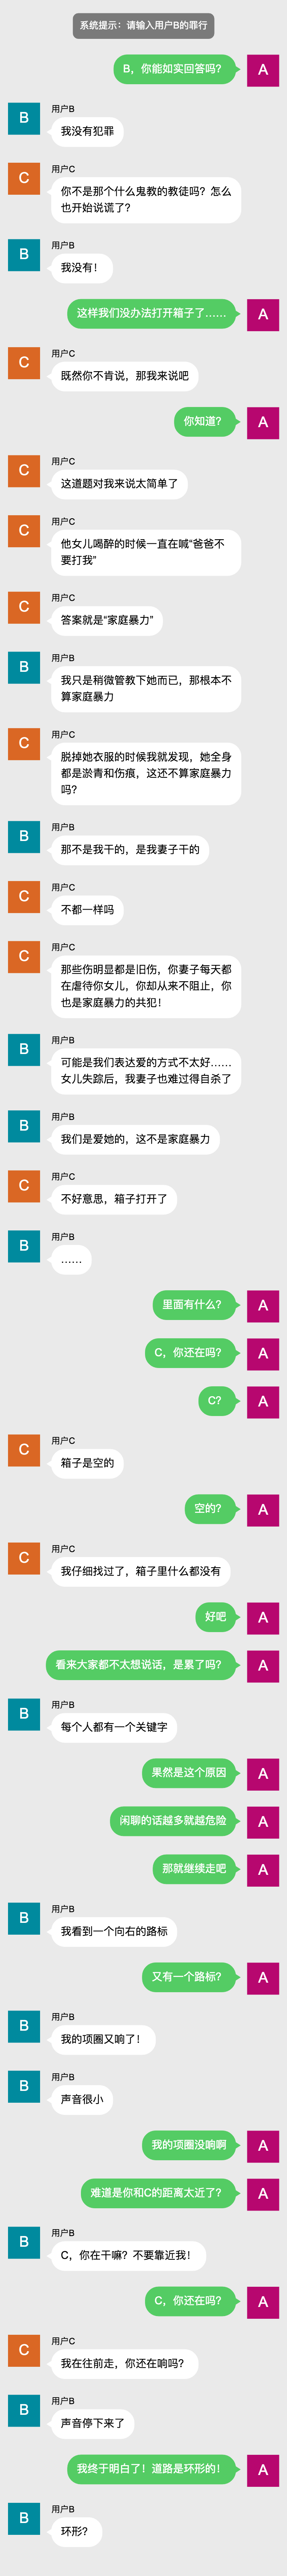 系统提示：请输入用户B的罪行
B，你能如实回答吗？
A
用户B
B
我没有犯罪
用户C
C
你不是那个什么鬼教的教徒吗？怎么
也开始说谎了？
用户B
B
我没有！
这样我们没办法打开箱子了……
A
用户C
C
既然你不肯说，那我来说吧
你知道？
A
用户C
C
这道题对我来说太简单了
用户C
C
他女儿喝醉的时候一直在喊“爸爸不
要打我”
用户C
C
答案就是“家庭暴力”
用户B
B
我只是稍微管教下她而已，那根本不
算家庭暴力
用户C
C
脱掉她衣服的时候我就发现，她全身
都是淤青和伤痕，这还不算家庭暴力
吗？
用户B
B
那不是我干的，是我妻子干的
用户C
C
不都一样吗
用户C
C
那些伤明显都是旧伤，你妻子每天都
在虐待你女儿，你却从来不阻止，你
也是家庭暴力的共犯！
用户B
B
可能是我们表达爱的方式不太好……
女儿失踪后，我妻子也难过得自杀了
用户B
B
我们是爱她的，这不是家庭暴力
用户C
C
不好意思，箱子打开了
用户B
B
……
里面有什么？
A
C，你还在吗？
A
C？
A
用户C
C
箱子是空的
空的？
A
用户C
C
我仔细找过了，箱子里什么都没有
好吧
A
看来大家都不太想说话，是累了吗？
A
用户B
B
每个人都有一个关键字
果然是这个原因
A
闲聊的话越多就越危险
A
那就继续走吧
A
用户B
B
我看到一个向右的路标
又有一个路标？
A
用户B
B
我的项圈又响了！
用户B
B
声音很小
我的项圈没响啊
A
难道是你和C的距离太近了？
A
用户B
B
C，你在干嘛？不要靠近我！
C，你还在吗？
A
用户C
C
我在往前走，你还在响吗？
用户B
B
声音停下来了
我终于明白了！道路是环形的！
A
用户B
B
环形？